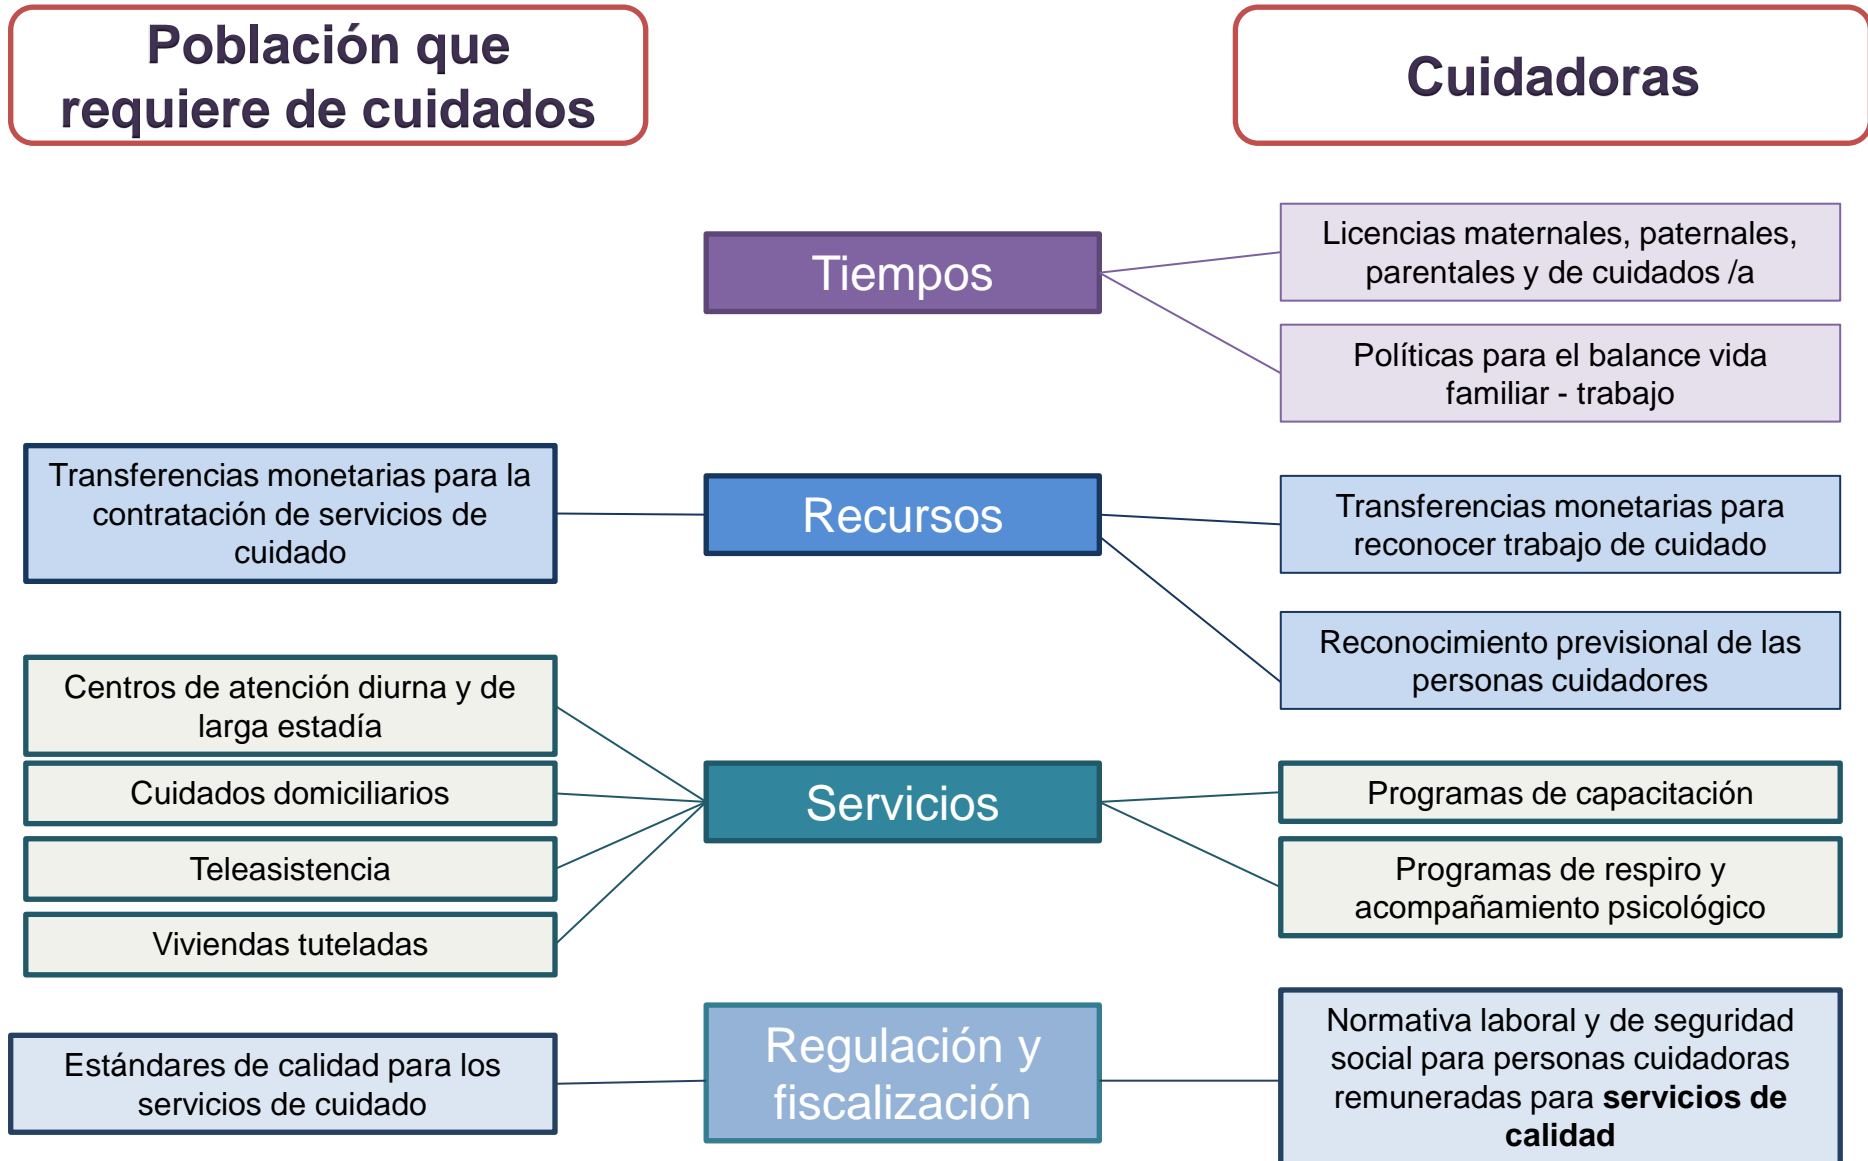 Población que
requiere de cuidados
Cuidadoras
Tiempos
Licencias maternales, paternales,
parentales y de cuidados /a
Políticas para el balance vida
familiar - trabajo
Transferencias monetarias para la
contratación de servicios de
cuidado
Recursos
Transferencias monetarias para
reconocer trabajo de cuidado
Reconocimiento previsional de las
personas cuidadores
Centros de atención diurna y de
larga estadía
Cuidados domiciliarios
Teleasistencia
Viviendas tuteladas
Servicios
Programas de capacitación
Programas de respiro y
acompañamiento psicológico
Estándares de calidad para los
servicios de cuidado
Regulación y
fiscalización
Normativa laboral y de seguridad
social para personas cuidadoras
remuneradas para servicios de
calidad